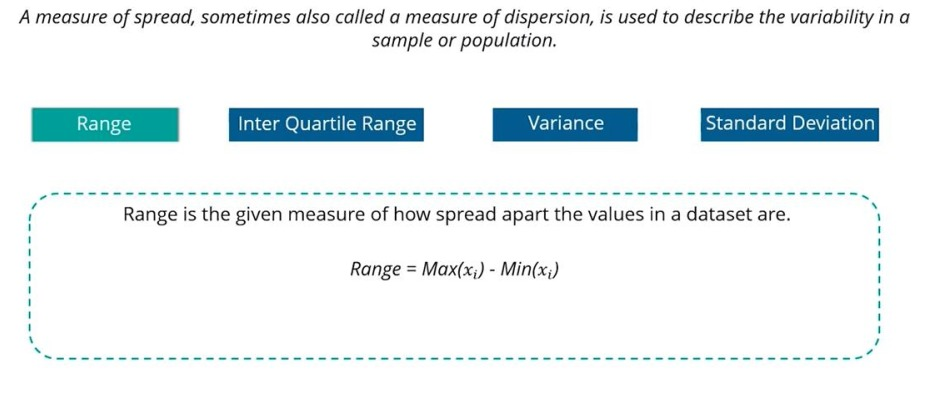 A measure of spread, sometimes also called a measure of dispersion, is used to describe the variability in a
sample or population.
Range
Inter Quartile Range
Variance
Standard Deviation
Range is the given measure of how spread apart the values in a dataset are.
Range = Max(xᵢ) - Min(xᵢ)